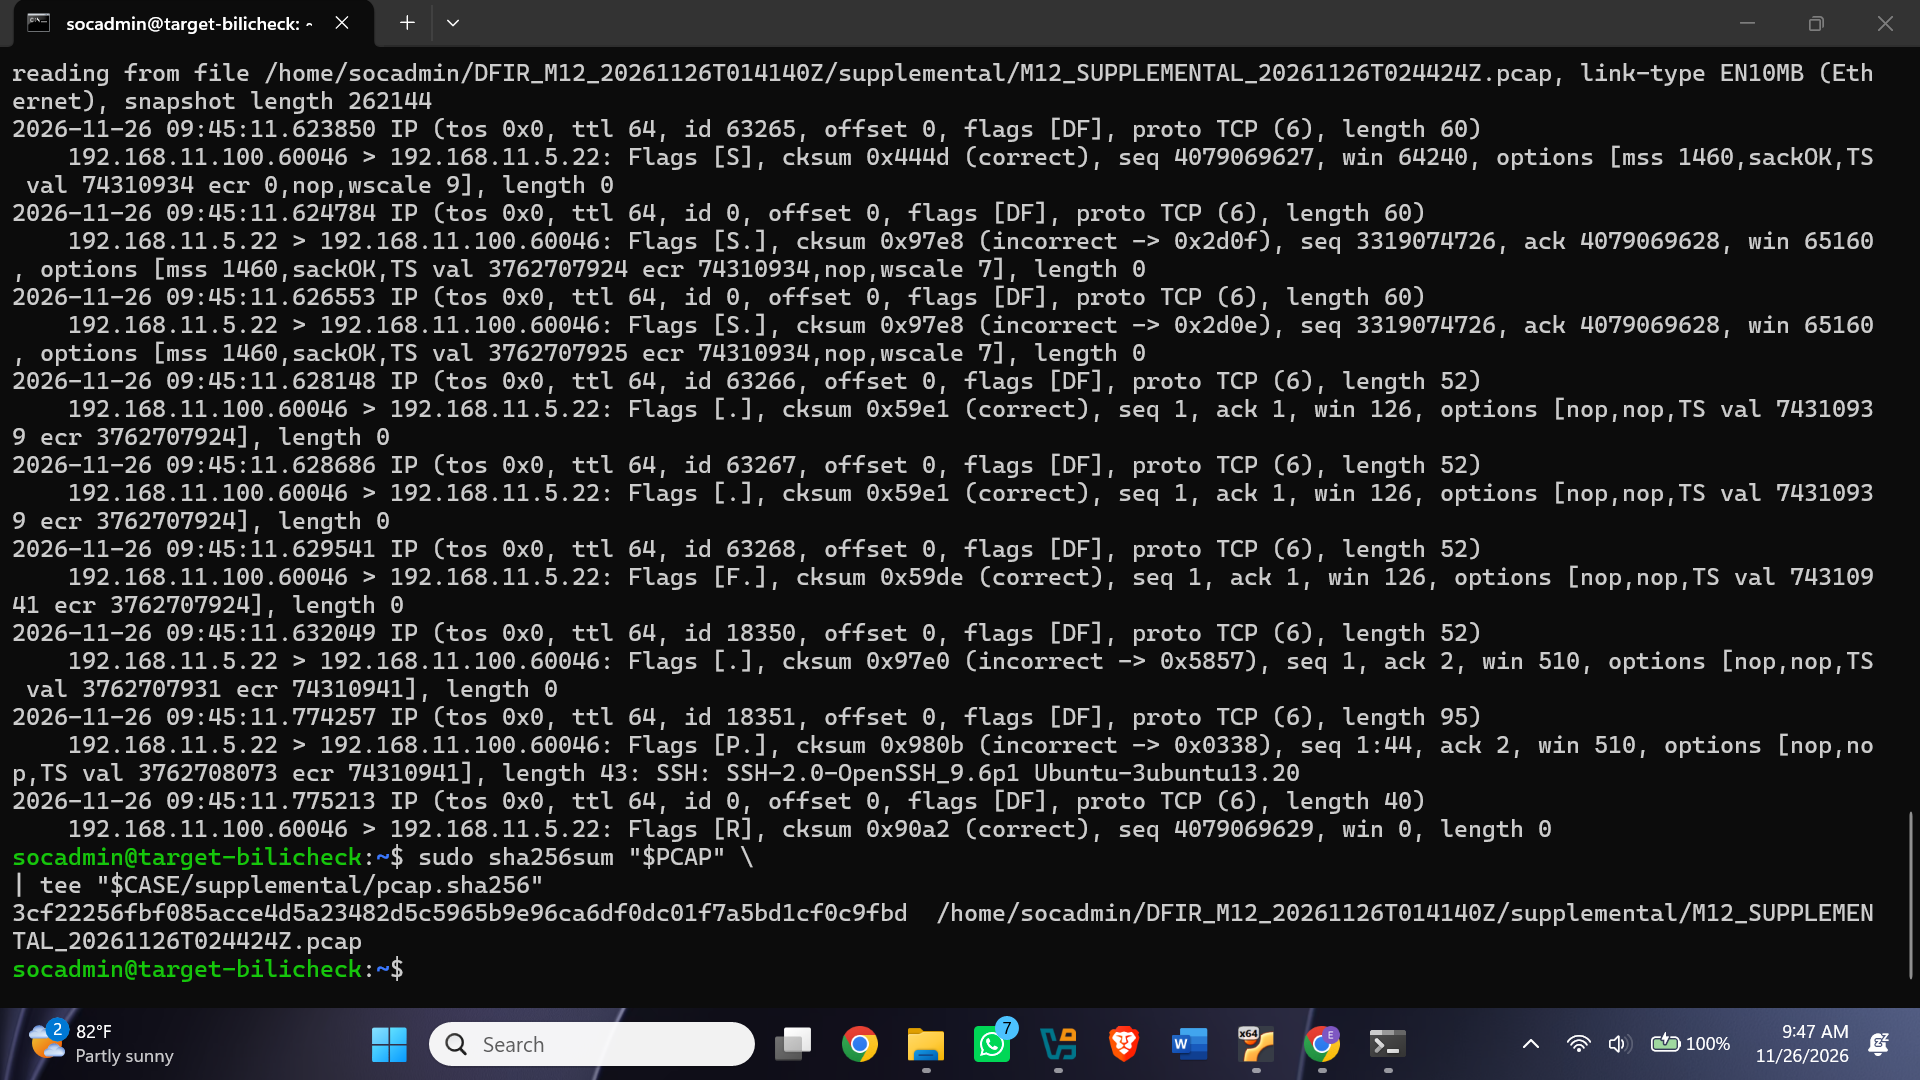 socadmin@target-bilicheck: ~
reading from file /home/socadmin/DFIR_M12_20261126T014140Z/supplemental/M12_SUPPLEMENTAL_20261126T024424Z.pcap, link-type EN10MB (Eth
ernet), snapshot length 262144
2026-11-26 09:45:11.623850 IP (tos 0x0, ttl 64, id 63265, offset 0, flags [DF], proto TCP (6), length 60)
    192.168.11.100.60046 > 192.168.11.5.22: Flags [S], cksum 0x444d (correct), seq 4079069627, win 64240, options [mss 1460,sackOK,TS
 val 74310934 ecr 0,nop,wscale 9], length 0
2026-11-26 09:45:11.624784 IP (tos 0x0, ttl 64, id 0, offset 0, flags [DF], proto TCP (6), length 60)
    192.168.11.5.22 > 192.168.11.100.60046: Flags [S.], cksum 0x97e8 (incorrect -> 0x2d0f), seq 3319074726, ack 4079069628, win 65160
, options [mss 1460,sackOK,TS val 3762707924 ecr 74310934,nop,wscale 7], length 0
2026-11-26 09:45:11.626553 IP (tos 0x0, ttl 64, id 0, offset 0, flags [DF], proto TCP (6), length 60)
    192.168.11.5.22 > 192.168.11.100.60046: Flags [S.], cksum 0x97e8 (incorrect -> 0x2d0e), seq 3319074726, ack 4079069628, win 65160
, options [mss 1460,sackOK,TS val 3762707925 ecr 74310934,nop,wscale 7], length 0
2026-11-26 09:45:11.628148 IP (tos 0x0, ttl 64, id 63266, offset 0, flags [DF], proto TCP (6), length 52)
    192.168.11.100.60046 > 192.168.11.5.22: Flags [.], cksum 0x59e1 (correct), seq 1, ack 1, win 126, options [nop,nop,TS val 7431093
9 ecr 3762707924], length 0
2026-11-26 09:45:11.628686 IP (tos 0x0, ttl 64, id 63267, offset 0, flags [DF], proto TCP (6), length 52)
    192.168.11.100.60046 > 192.168.11.5.22: Flags [.], cksum 0x59e1 (correct), seq 1, ack 1, win 126, options [nop,nop,TS val 7431093
9 ecr 3762707924], length 0
2026-11-26 09:45:11.629541 IP (tos 0x0, ttl 64, id 63268, offset 0, flags [DF], proto TCP (6), length 52)
    192.168.11.100.60046 > 192.168.11.5.22: Flags [F.], cksum 0x59de (correct), seq 1, ack 1, win 126, options [nop,nop,TS val 743109
41 ecr 3762707924], length 0
2026-11-26 09:45:11.632049 IP (tos 0x0, ttl 64, id 18350, offset 0, flags [DF], proto TCP (6), length 52)
    192.168.11.5.22 > 192.168.11.100.60046: Flags [.], cksum 0x97e0 (incorrect -> 0x5857), seq 1, ack 2, win 510, options [nop,nop,TS
 val 3762707931 ecr 74310941], length 0
2026-11-26 09:45:11.774257 IP (tos 0x0, ttl 64, id 18351, offset 0, flags [DF], proto TCP (6), length 95)
    192.168.11.5.22 > 192.168.11.100.60046: Flags [P.], cksum 0x980b (incorrect -> 0x0338), seq 1:44, ack 2, win 510, options [nop,no
p,TS val 3762708073 ecr 74310941], length 43: SSH: SSH-2.0-OpenSSH_9.6p1 Ubuntu-3ubuntu13.20
2026-11-26 09:45:11.775213 IP (tos 0x0, ttl 64, id 0, offset 0, flags [DF], proto TCP (6), length 40)
    192.168.11.100.60046 > 192.168.11.5.22: Flags [R], cksum 0x90a2 (correct), seq 4079069629, win 0, length 0
socadmin@target-bilicheck:~$ sudo sha256sum "$PCAP" \
| tee "$CASE/supplemental/pcap.sha256"
3cf22256fbf085acce4d5a23482d5c5965b9e96ca6df0dc01f7a5bd1cf0c9fbd  /home/socadmin/DFIR_M12_20261126T014140Z/supplemental/M12_SUPPLEMEN
TAL_20261126T024424Z.pcap
socadmin@target-bilicheck:~$
2
82°F
Partly sunny
Search
7
W
x64
E
100%
9:47 AM
11/26/2026